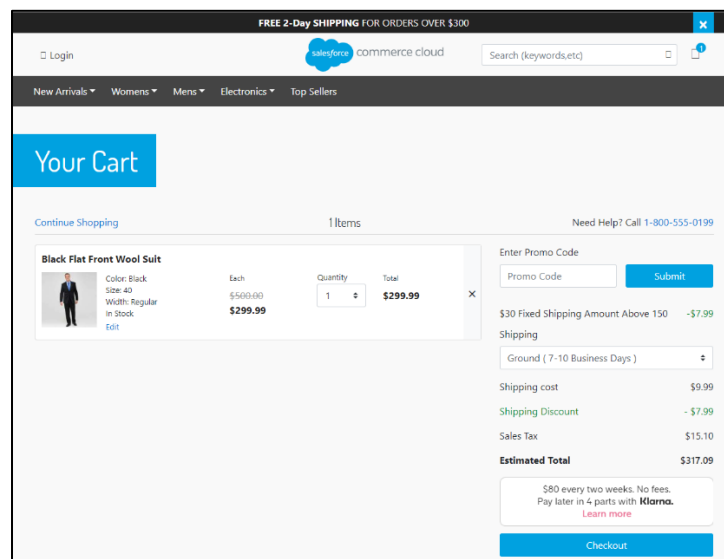 FREE 2-Day SHIPPING FOR ORDERS OVER $300
×
Login
salesforce commerce cloud
Search (keywords,etc)
1
New Arrivals Womens Mens Electronics Top Sellers
Your Cart
Continue Shopping
1 Items
Need Help? Call 1-800-555-0199
Black Flat Front Wool Suit
Color: Black
Size: 40
Width: Regular
In Stock
Edit
Each
$500.00
$299.99
Quantity
1
Total
$299.99
×
Enter Promo Code
Promo Code
Submit
$30 Fixed Shipping Amount Above 150 -$7.99
Shipping
Ground ( 7-10 Business Days )
Shipping cost $9.99
Shipping Discount - $7.99
Sales Tax $15.10
Estimated Total $317.09
$80 every two weeks. No fees.
Pay later in 4 parts with Klarna.
Learn more
Checkout